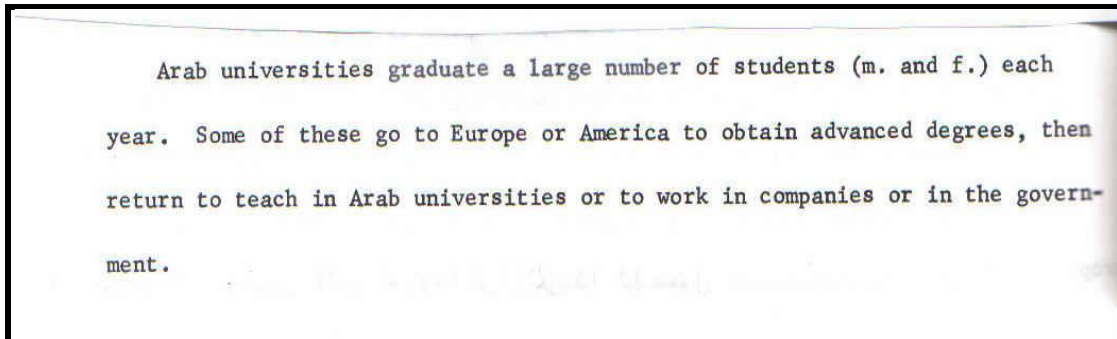 Arab universities graduate a large number of students (m. and f.) each
year. Some of these go to Europe or America to obtain advanced degrees, then
return to teach in Arab universities or to work in companies or in the govern-
ment.